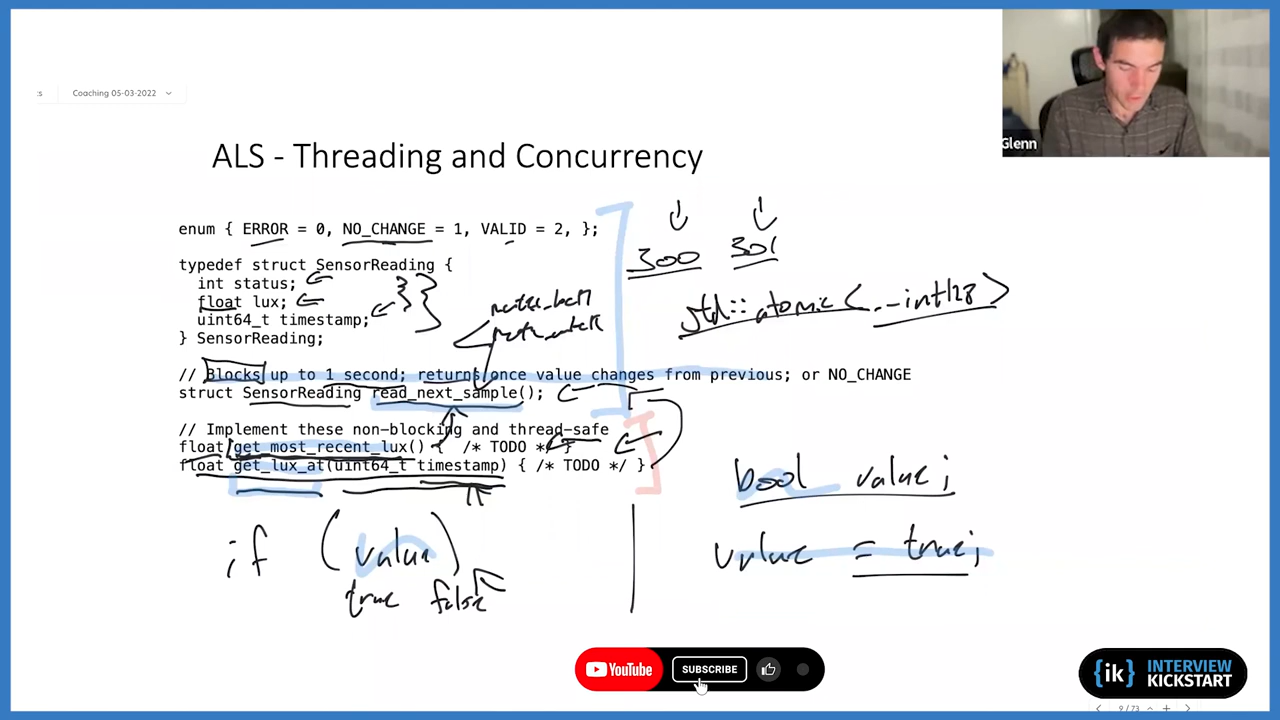 Coaching 05-03-2022
Glenn
ALS - Threading and Concurrency
enum { ERROR = 0, NO_CHANGE = 1, VALID = 2, };
typedef struct SensorReading {
int status;
float lux;
uint64_t timestamp;
} SensorReading;
300 301
std::atomic<__int128>
// Blocks up to 1 second; returns once value changes from previous; or NO_CHANGE
struct SensorReading read_next_sample();
// Implement these non-blocking and thread-safe
float get_most_recent_lux() { /* TODO */ }
float get_lux_at(uint64_t timestamp) { /* TODO */ }
bool value;
value = true;
if (value)
true false
YouTube
SUBSCRIBE
{ik} INTERVIEW
KICKSTART
9 / 73